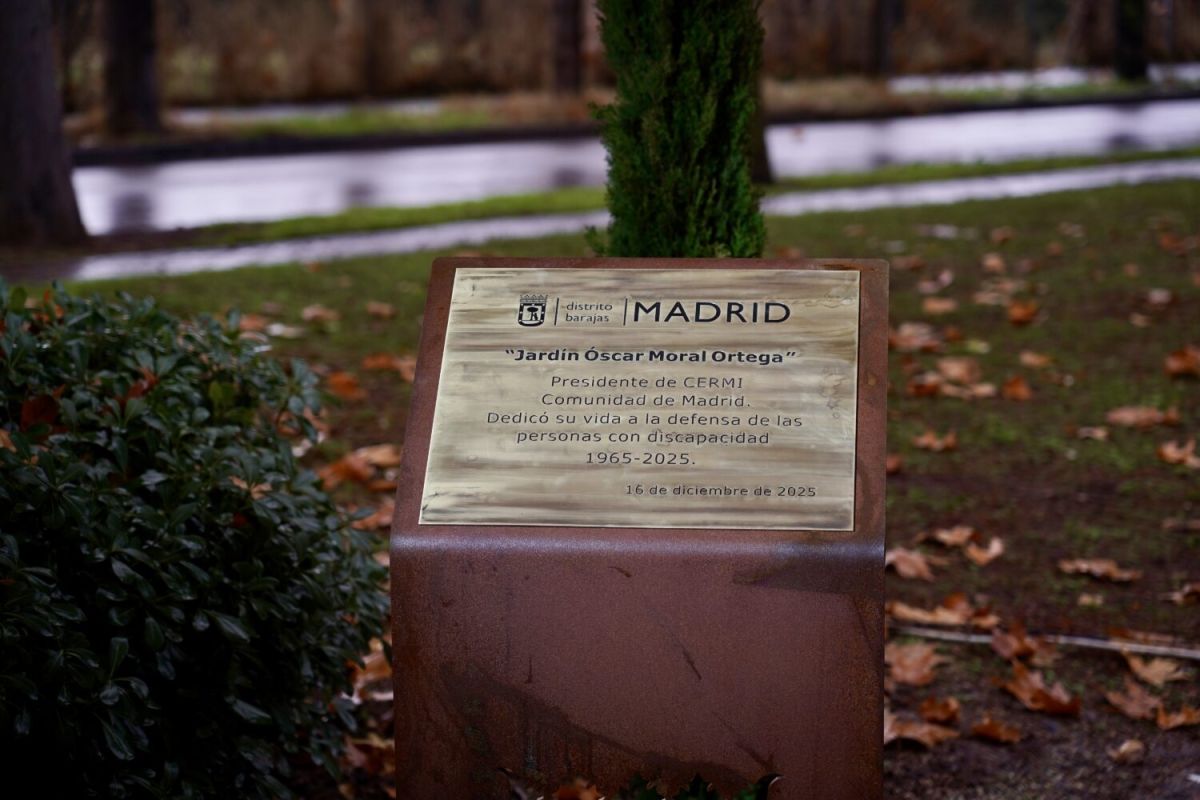 distrito
barajas
MADRID
"Jardín Óscar Moral Ortega"
Presidente de CERMI
Comunidad de Madrid.
Dedicó su vida a la defensa de las
personas con discapacidad
1965-2025.
16 de diciembre de 2025